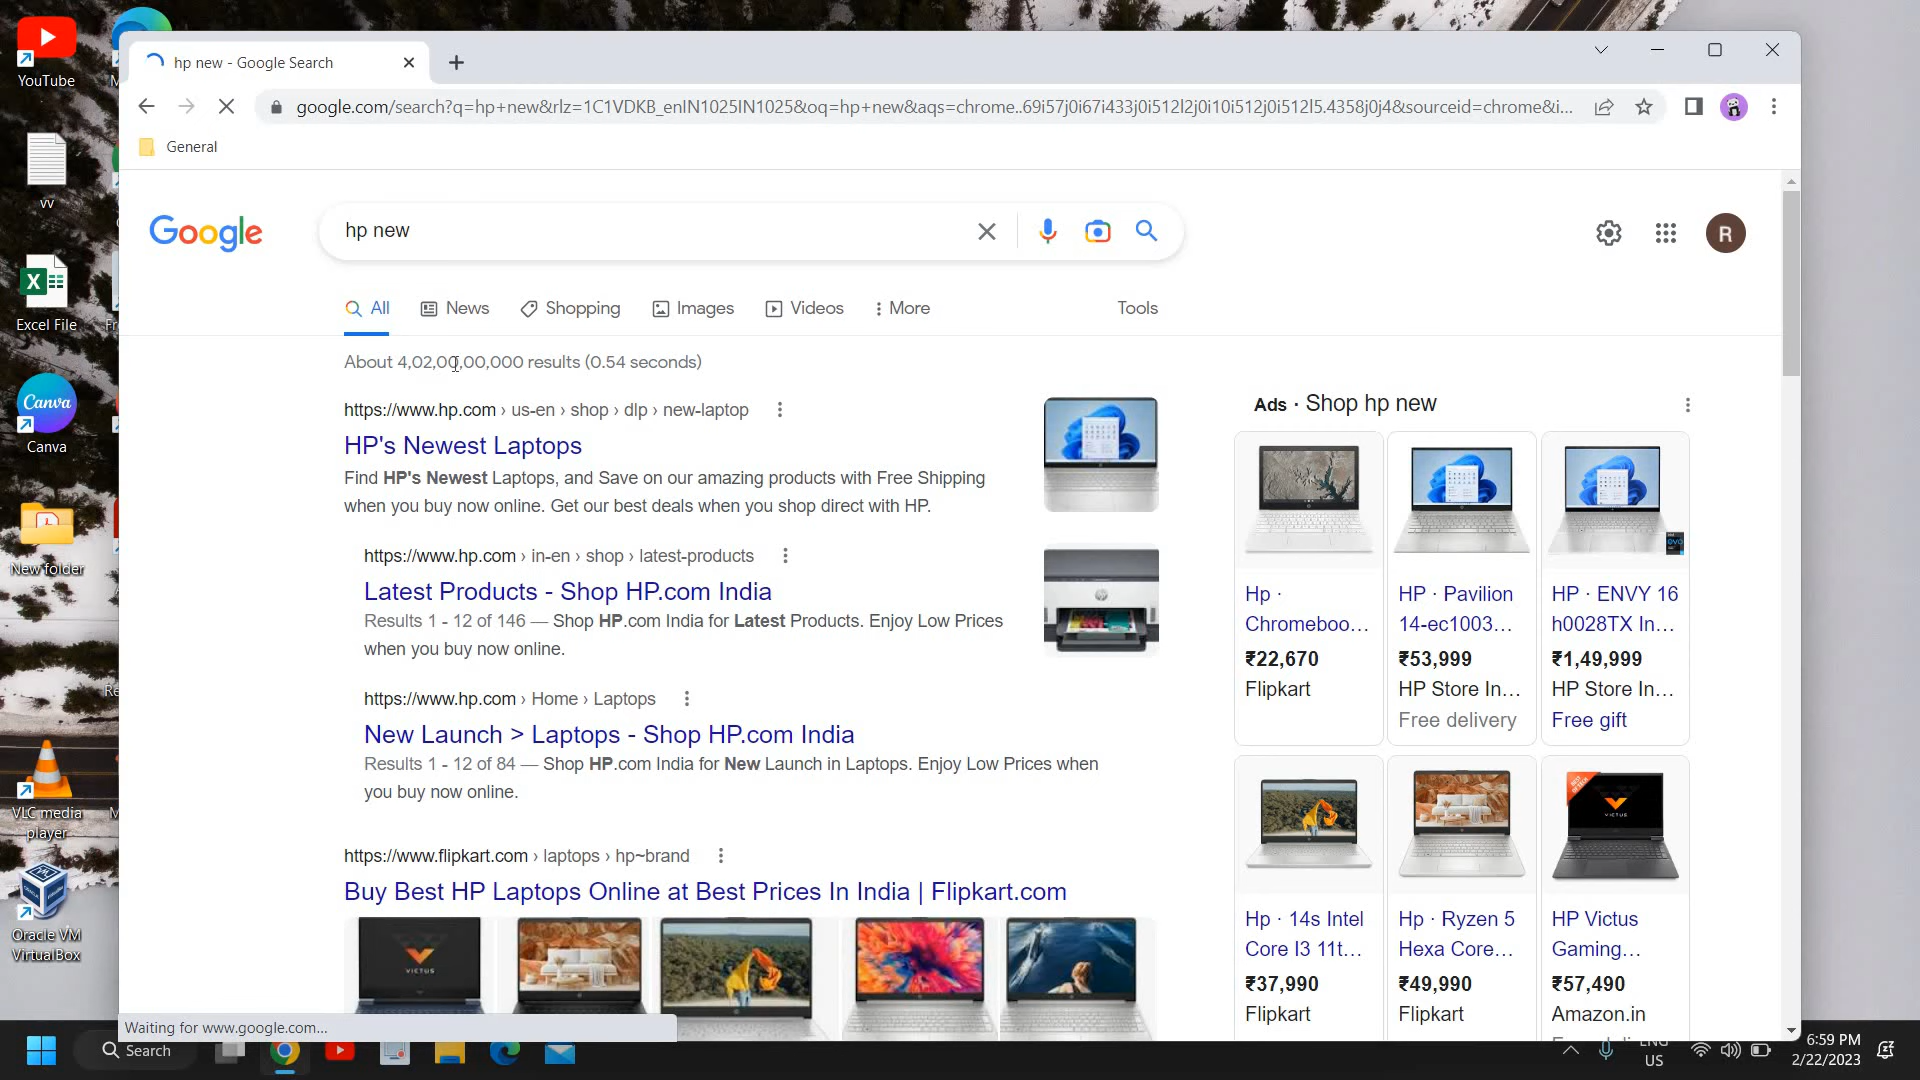 YouTube
vv
Excel File
Canva
Canva
New folder
VLC media
player
Oracle VM
VirtualBox
hp new - Google Search
google.com/search?q=hp+new&rlz=1C1VDKB_enIN1025IN1025&oq=hp+new&aqs=chrome..69i57j0i67i433j0i512l2j0i10i512j0i512l5.4358j0j4&sourceid=chrome&i...
General
Google
hp new
R
All
News
Shopping
Images
Videos
More
Tools
About 4,02,00,00,000 results (0.54 seconds)
https://www.hp.com › us-en › shop › dlp › new-laptop
HP's Newest Laptops
Find HP's Newest Laptops, and Save on our amazing products with Free Shipping
when you buy now online. Get our best deals when you shop direct with HP.
https://www.hp.com › in-en › shop › latest-products
Latest Products - Shop HP.com India
Results 1 - 12 of 146 — Shop HP.com India for Latest Products. Enjoy Low Prices
when you buy now online.
https://www.hp.com › Home › Laptops
New Launch > Laptops - Shop HP.com India
Results 1 - 12 of 84 — Shop HP.com India for New Launch in Laptops. Enjoy Low Prices when
you buy now online.
https://www.flipkart.com › laptops › hp~brand
Buy Best HP Laptops Online at Best Prices In India | Flipkart.com
VICTUS
Ads · Shop hp new
Hp ·
Chromeboo...
₹22,670
Flipkart
HP · Pavilion
14-ec1003...
₹53,999
HP Store In...
Free delivery
evo
HP · ENVY 16
h0028TX In...
₹1,49,999
HP Store In...
Free gift
Hp · 14s Intel
Core I3 11t...
₹37,990
Flipkart
Hp · Ryzen 5
Hexa Core...
₹49,990
Flipkart
VICTUS
HP Victus
Gaming...
₹57,490
Amazon.in
Waiting for www.google.com...
Search
ENG
US
6:59 PM
2/22/2023